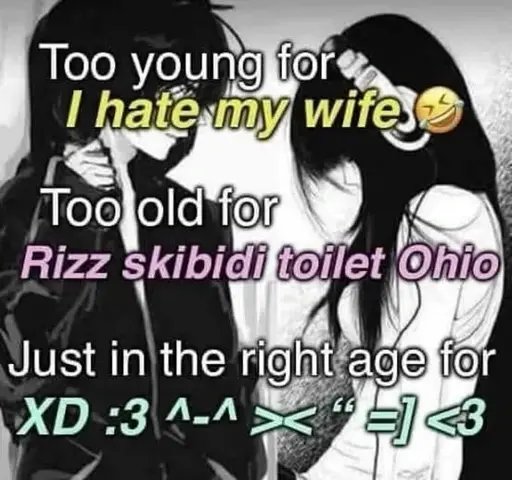 Too young for
I hate my wife 🤣
Too old for
Rizz skibidi toilet Ohio
Just in the right age for
XD :3 ^-^ >< “ =] <3